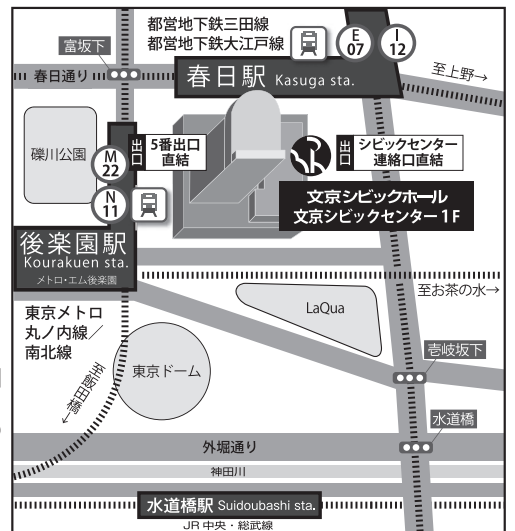 都営地下鉄三田線
都営地下鉄大江戸線
E
07
I
12
富坂下
春日通り
春日駅 Kasuga sta.
至上野→
礫川公園
M
22
出口
5番出口
直結
出口
シビックセンター
連絡口直結
N
11
文京シビックホール
文京シビックセンター1F
後楽園駅
Kourakuen sta.
メトロ・エム後楽園
至お茶の水→
東京メトロ
丸ノ内線／
南北線
LaQua
壱岐坂下
至飯田橋→
東京ドーム
水道橋
外堀通り
神田川
水道橋駅 Suidoubashi sta.
JR 中央・総武線